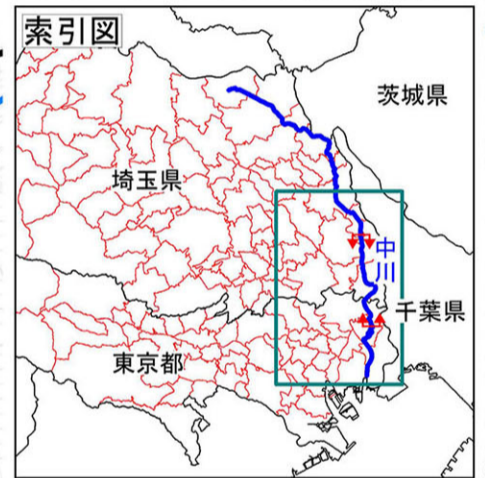 索引図
茨城県
埼玉県
中川
千葉県
東京都